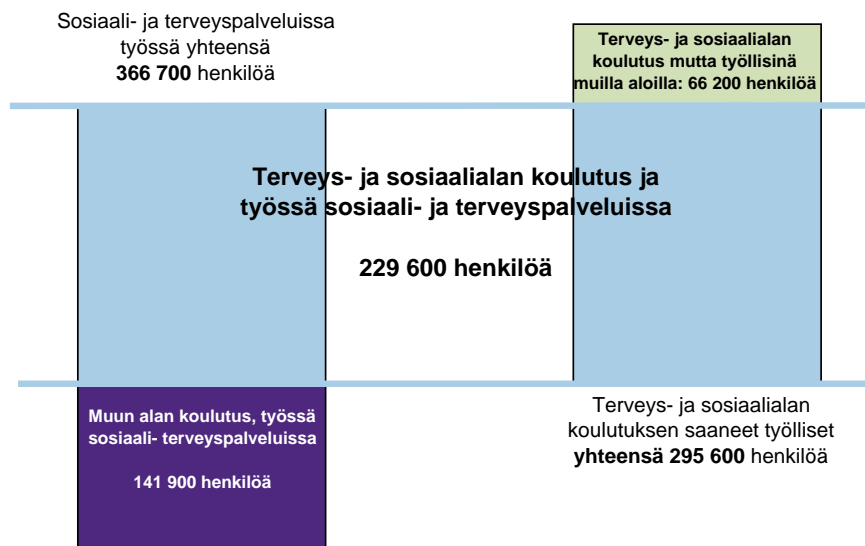 Sosiaali- ja terveyspalveluissa
työssä yhteensä
366 700 henkilöä
Terveys- ja sosiaalialan
koulutus mutta työllisinä
muilla aloilla: 66 200 henkilöä
Terveys- ja sosiaalialan koulutus ja
työssä sosiaali- ja terveyspalveluissa
229 600 henkilöä
Muun alan koulutus, työssä
sosiaali- terveyspalveluissa
141 900 henkilöä
Terveys- ja sosiaalialan
koulutuksen saaneet työlliset
yhteensä 295 600 henkilöä